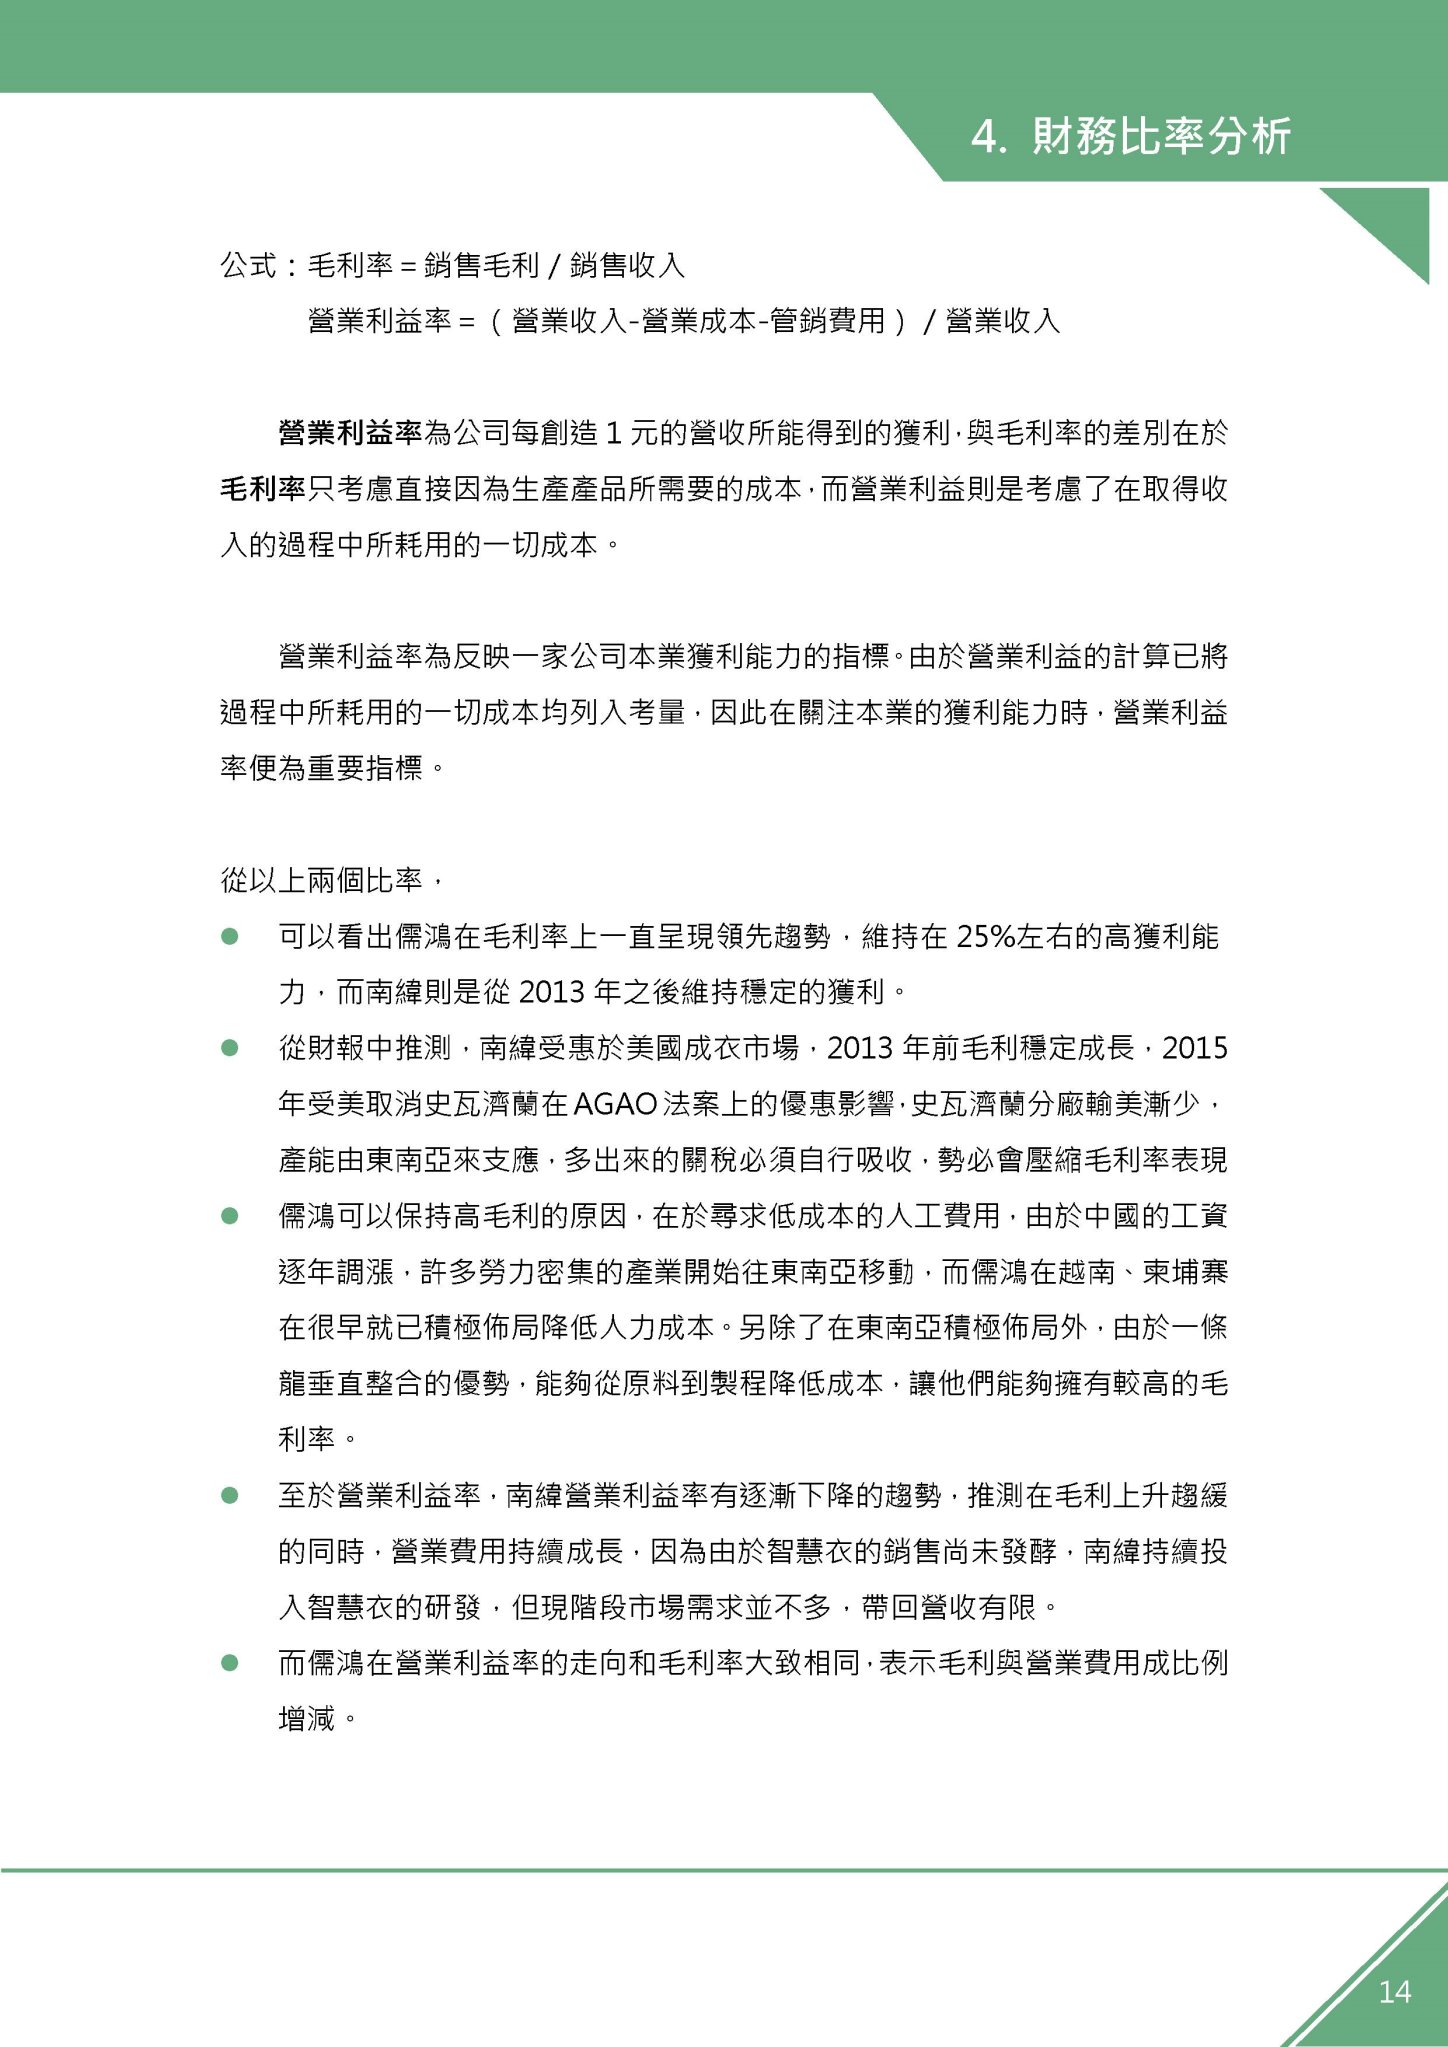 4. 財務比率分析
公式：毛利率＝銷售毛利 / 銷售收入
營業利益率＝（營業收入-營業成本-管銷費用）/ 營業收入
營業利益率為公司每創造 1 元的營收所能得到的獲利，與毛利率的差別在於
毛利率只考慮直接因為生產產品所需要的成本，而營業利益則是考慮了在取得收
入的過程中所耗用的一切成本。
營業利益率為反映一家公司本業獲利能力的指標。由於營業利益的計算已將
過程中所耗用的一切成本均列入考量，因此在關注本業的獲利能力時，營業利益
率便為重要指標。
從以上兩個比率，
● 可以看出儒鴻在毛利率上一直呈現領先趨勢，維持在 25%左右的高獲利能
力，而南緯則是從 2013 年之後維持穩定的獲利。
● 從財報中推測，南緯受惠於美國成衣市場，2013 年前毛利穩定成長，2015
年受美取消史瓦濟蘭在 AGAO 法案上的優惠影響，史瓦濟蘭分廠輸美漸少，
產能由東南亞來支應，多出來的關稅必須自行吸收，勢必會壓縮毛利率表現
● 儒鴻可以保持高毛利的原因，在於尋求低成本的人工費用，由於中國的工資
逐年調漲，許多勞力密集的產業開始往東南亞移動，而儒鴻在越南、柬埔寨
在很早就已積極佈局降低人力成本。另除了在東南亞積極佈局外，由於一條
龍垂直整合的優勢，能夠從原料到製程降低成本，讓他們能夠擁有較高的毛
利率。
● 至於營業利益率，南緯營業利益率有逐漸下降的趨勢，推測在毛利上升趨緩
的同時，營業費用持續成長，因為由於智慧衣的銷售尚未發酵，南緯持續投
入智慧衣的研發，但現階段市場需求並不多，帶回營收有限。
● 而儒鴻在營業利益率的走向和毛利率大致相同，表示毛利與營業費用成比例
增減。
14